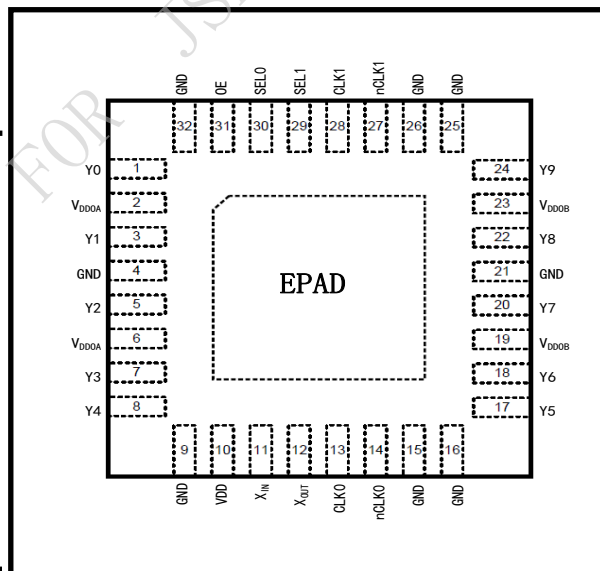 FOR JS
GND OE SEL0 SEL1 CLK1 nCLK1 GND GND
32 31 30 29 28 27 26 25
Y0 1 24 Y9
VDDOA 2 23 VDDOB
Y1 3 22 Y8
GND 4 21 GND
Y2 5 20 Y7
VDDOA 6 19 VDDOB
Y3 7 18 Y6
Y4 8 17 Y5
EPAD
9 10 11 12 13 14 15 16
GND VDD XIN XOUT CLK0 nCLK0 GND GND